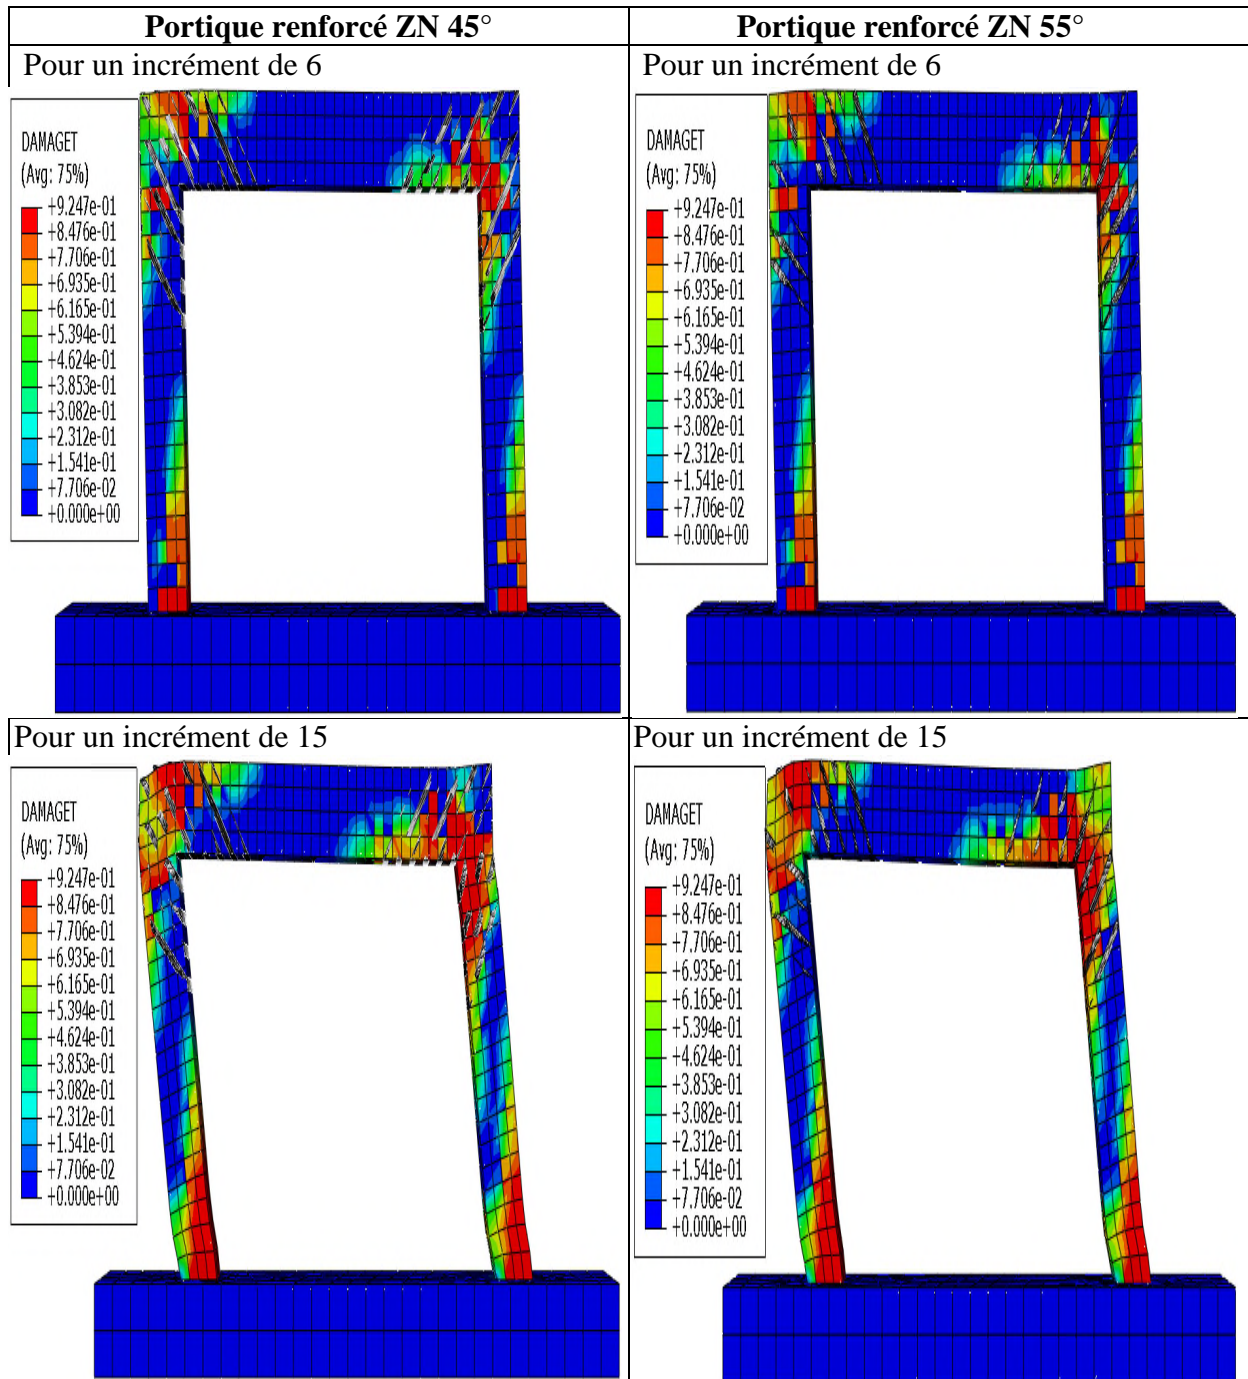 Portique renforcé ZN 45°
Portique renforcé ZN 55°
Pour un incrément de 6
DAMAGET
(Avg: 75%)
+9.247e-01
+8.476e-01
+7.706e-01
+6.935e-01
+6.165e-01
+5.394e-01
+4.624e-01
+3.853e-01
+3.082e-01
+2.312e-01
+1.541e-01
+7.706e-02
+0.000e+00
Pour un incrément de 6
DAMAGET
(Avg: 75%)
+9.247e-01
+8.476e-01
+7.706e-01
+6.935e-01
+6.165e-01
+5.394e-01
+4.624e-01
+3.853e-01
+3.082e-01
+2.312e-01
+1.541e-01
+7.706e-02
+0.000e+00
Pour un incrément de 15
DAMAGET
(Avg: 75%)
+9.247e-01
+8.476e-01
+7.706e-01
+6.935e-01
+6.165e-01
+5.394e-01
+4.624e-01
+3.853e-01
+3.082e-01
+2.312e-01
+1.541e-01
+7.706e-02
+0.000e+00
Pour un incrément de 15
DAMAGET
(Avg: 75%)
+9.247e-01
+8.476e-01
+7.706e-01
+6.935e-01
+6.165e-01
+5.394e-01
+4.624e-01
+3.853e-01
+3.082e-01
+2.312e-01
+1.541e-01
+7.706e-02
+0.000e+00